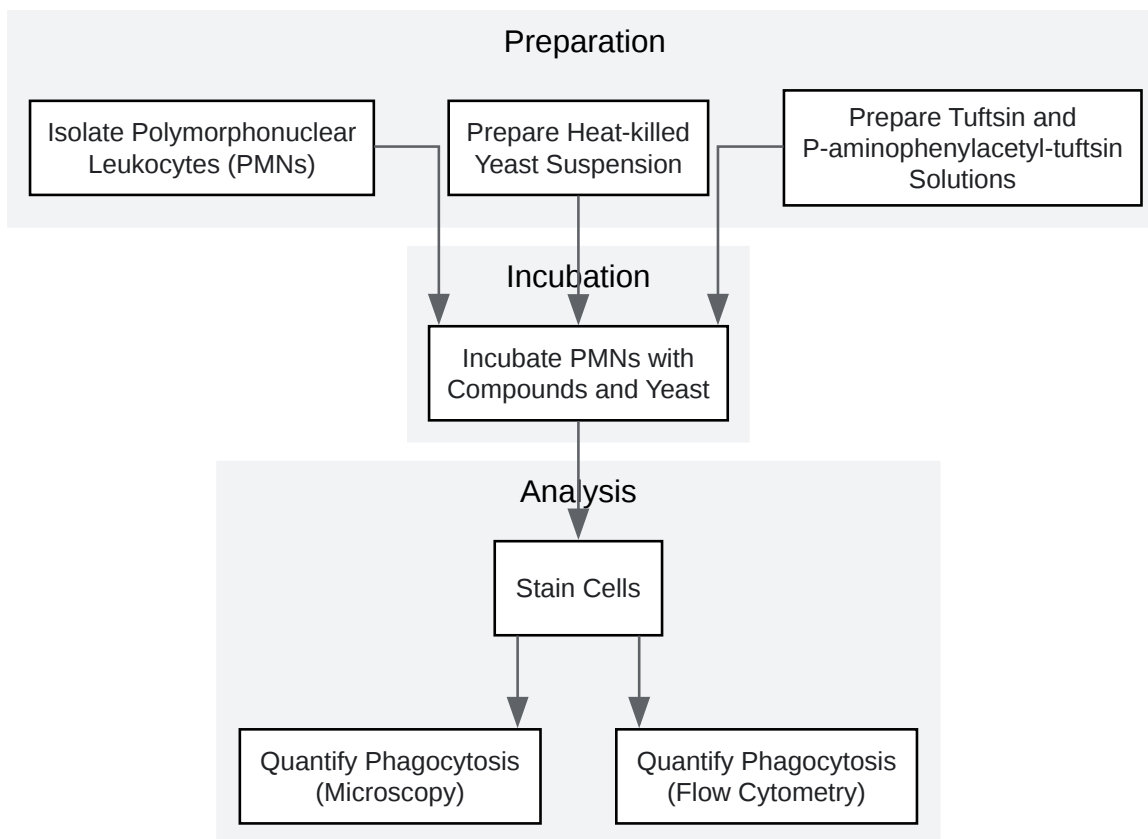 Preparation
Isolate Polymorphonuclear
Leukocytes (PMNs)
Prepare Heat-killed
Yeast Suspension
Prepare Tuftsin and
P-aminophenylacetyl-tuftsin
Solutions
Incubation
Incubate PMNs with
Compounds and Yeast
Analysis
Stain Cells
Quantify Phagocytosis
(Microscopy)
Quantify Phagocytosis
(Flow Cytometry)